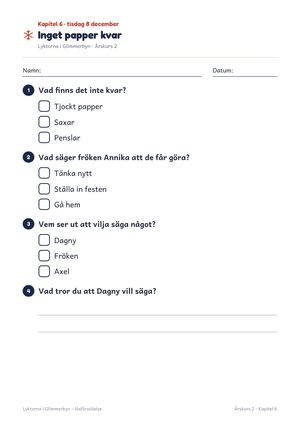 Kapitel 6 · tisdag 8 december
Inget papper kvar
Lyktorna i Glimmerbyn · Årskurs 2
Namn: Datum:
1 Vad finns det inte kvar?
Tjockt papper
Saxar
Penslar
2 Vad säger fröken Annika att de får göra?
Tänka nytt
Ställa in festen
Gå hem
3 Vem ser ut att vilja säga något?
Dagny
Fröken
Axel
4 Vad tror du att Dagny vill säga?
Lyktorna i Glimmerbyn – läsförståelse Årskurs 2 · Kapitel 6